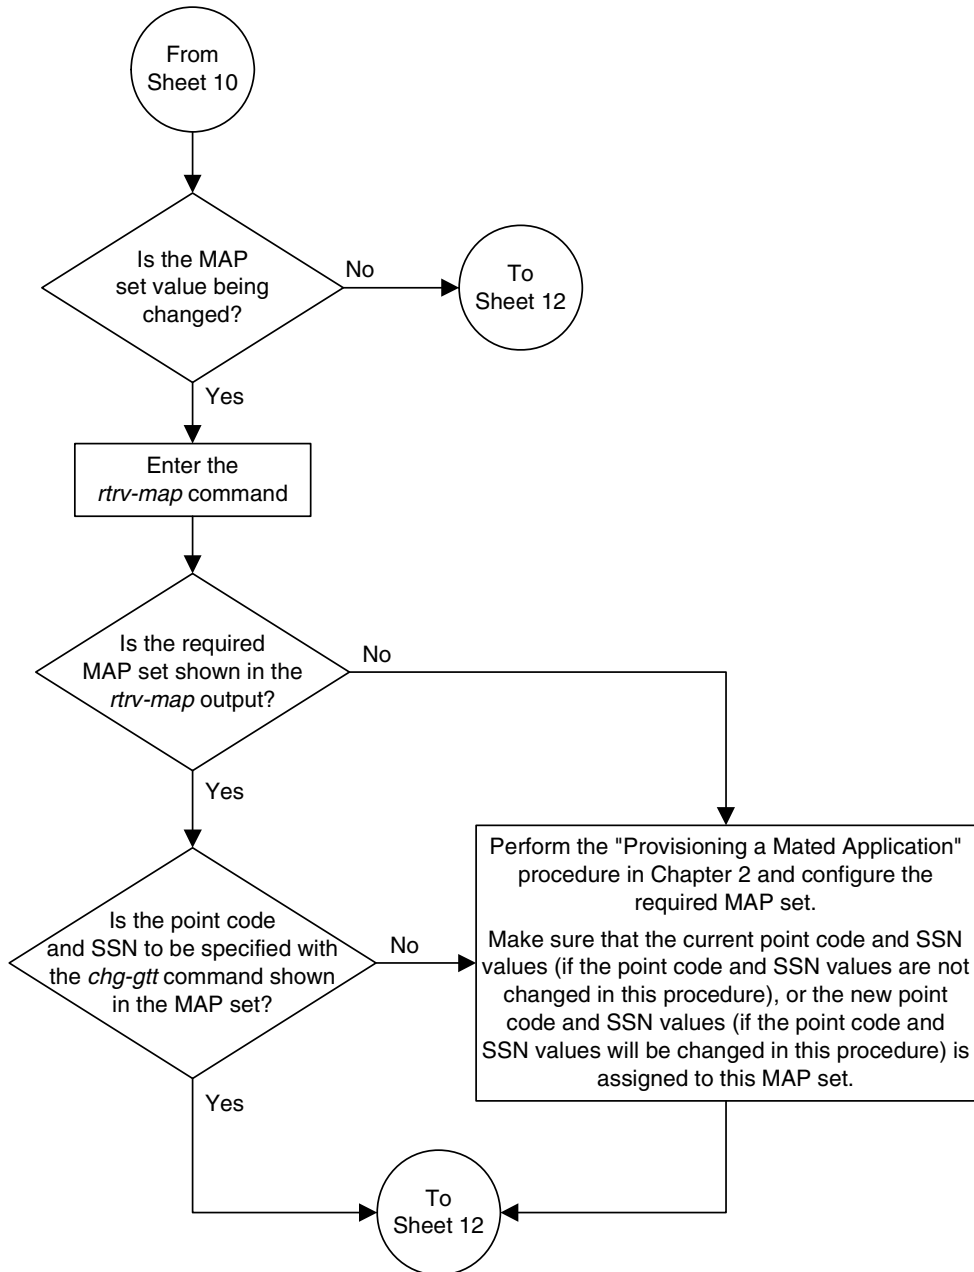 From
Sheet 10
Is the MAP
set value being
changed?
No
To
Sheet 12
Yes
Enter the
rtrv-map command
Is the required
MAP set shown in the
rtrv-map output?
No
Yes
Is the point code
and SSN to be specified with
the chg-gtt command shown
in the MAP set?
No
Perform the "Provisioning a Mated Application"
procedure in Chapter 2 and configure the
required MAP set.
Make sure that the current point code and SSN
values (if the point code and SSN values are not
changed in this procedure), or the new point
code and SSN values (if the point code and
SSN values will be changed in this procedure) is
assigned to this MAP set.
Yes
To
Sheet 12